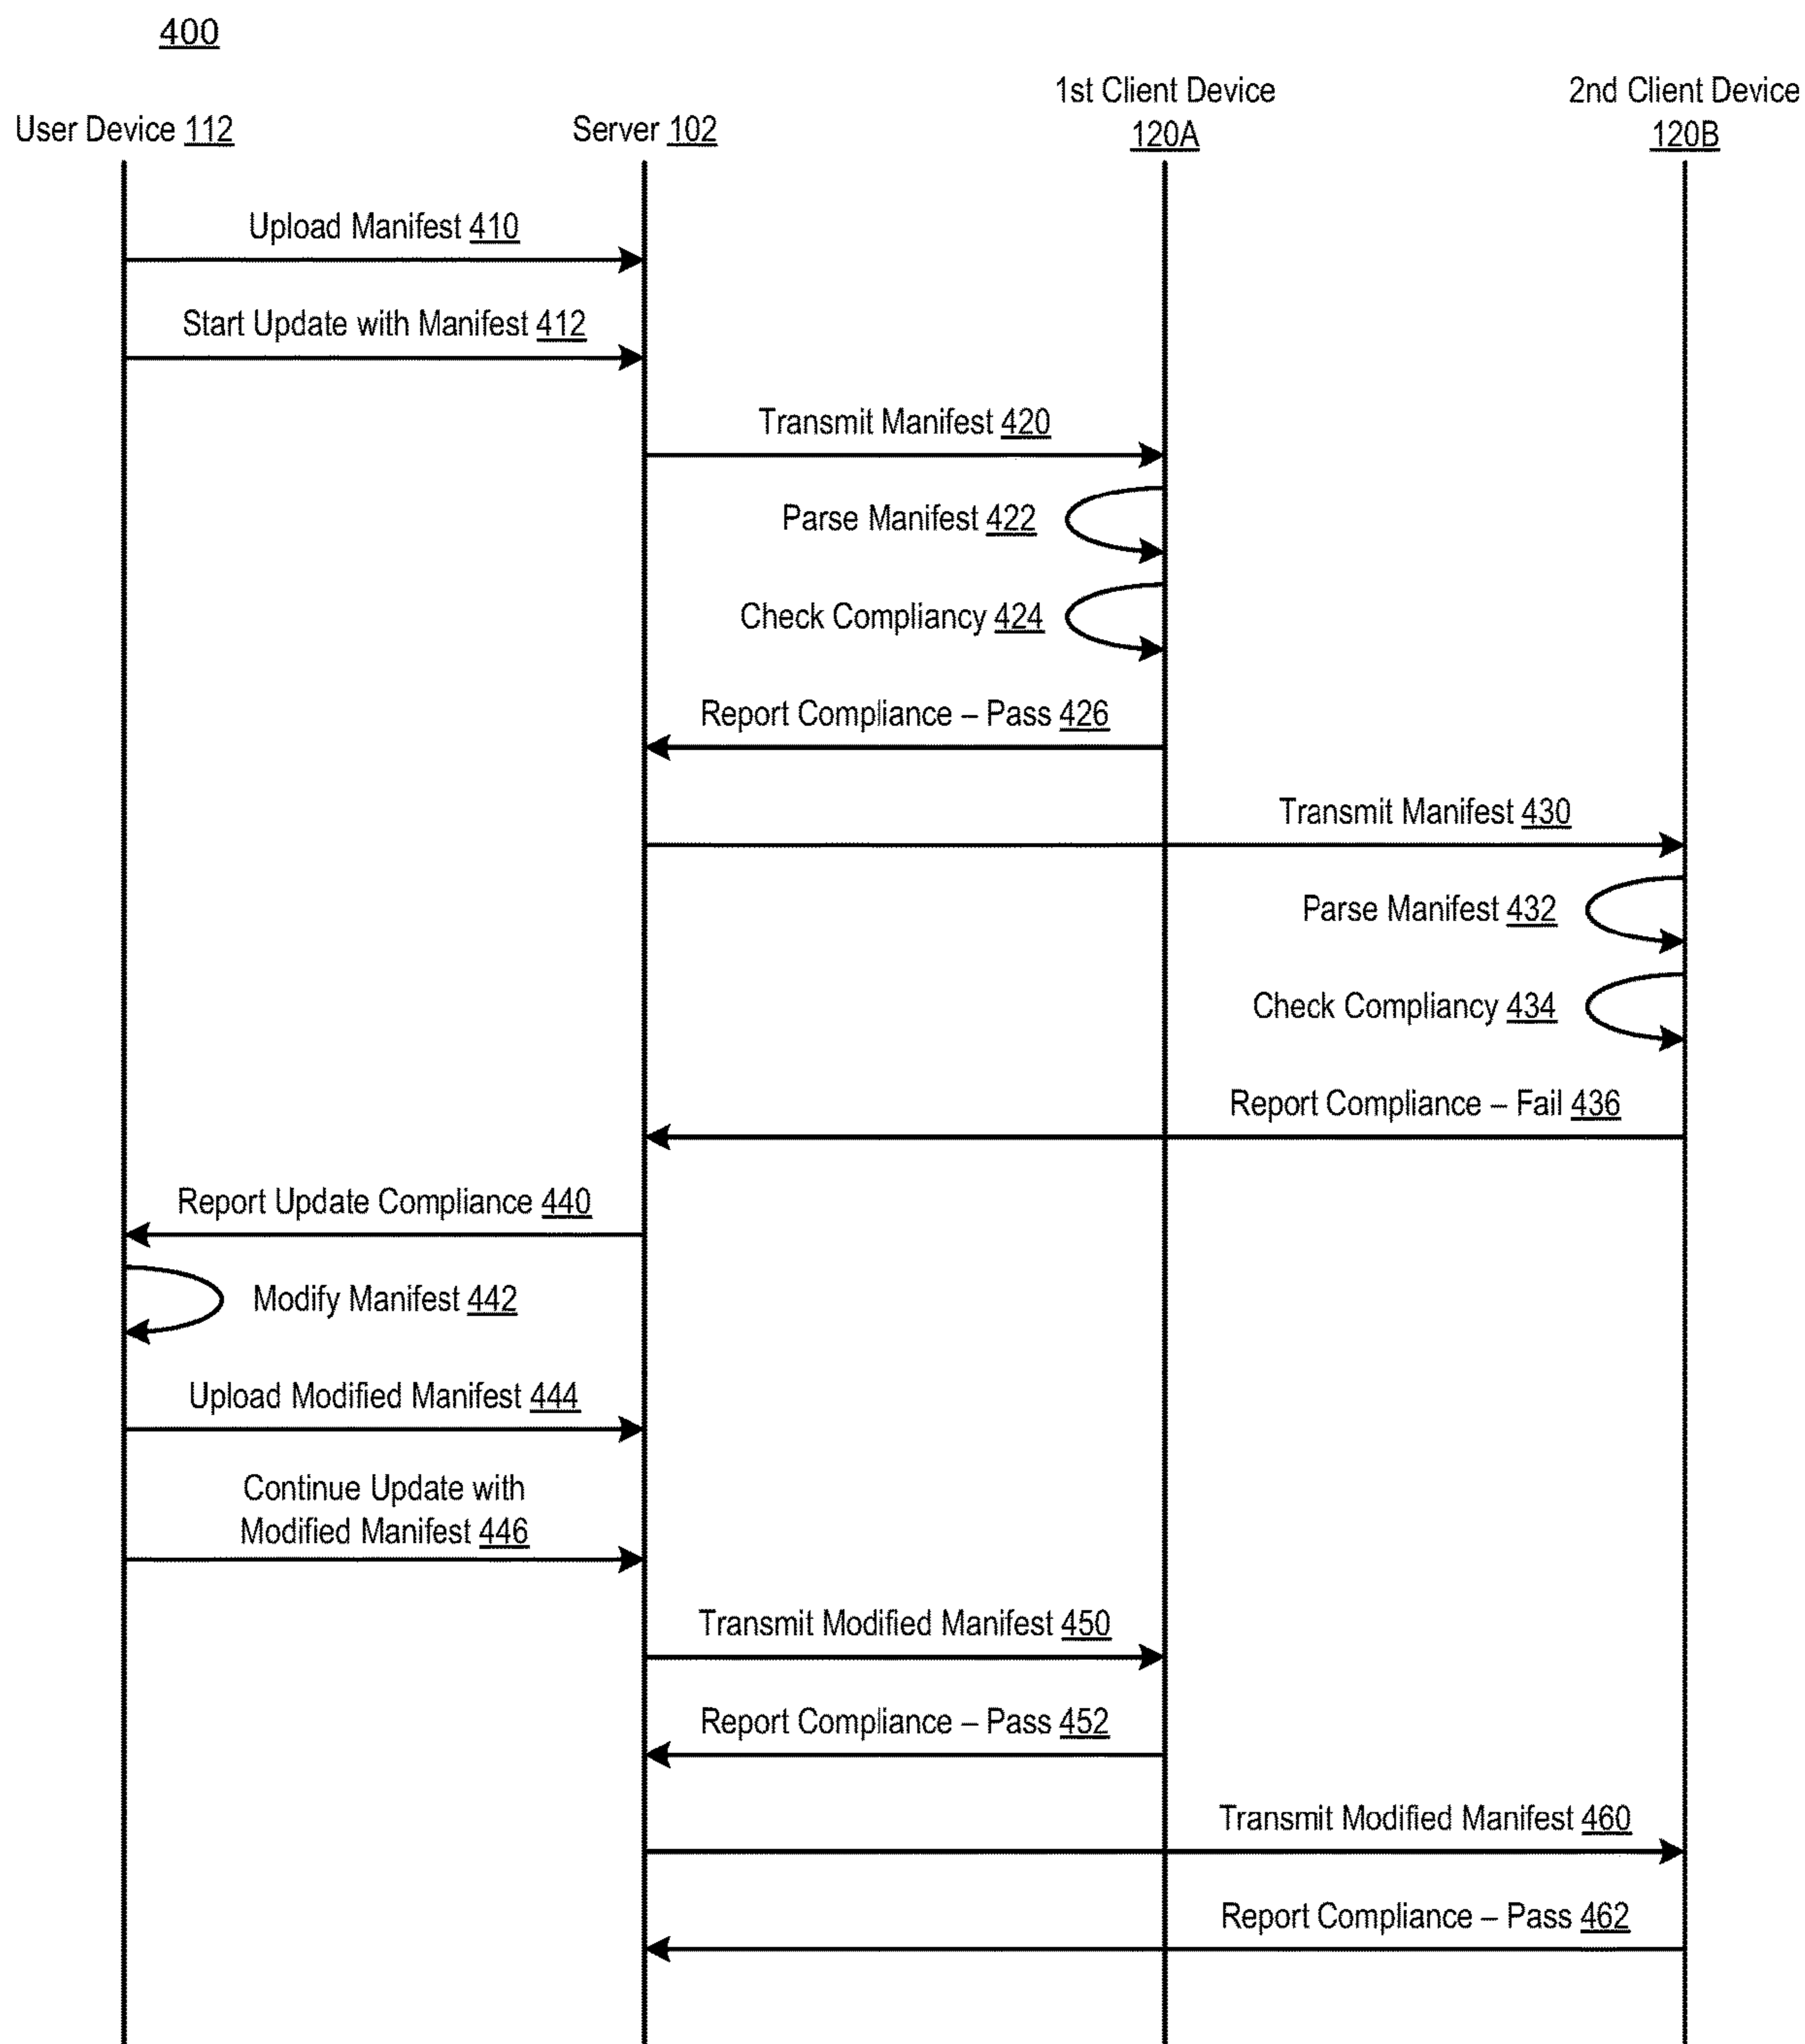 400
1st Client Device
2nd Client Device
User Device 112
Server 102
120A
120B
Upload Manifest 410
Start Update with Manifest 412
Transmit Manifest 420
Parse Manifest 422
Check Compliancy 424
Report Compliance – Pass 426
Transmit Manifest 430
Parse Manifest 432
Check Compliancy 434
Report Compliance – Fail 436
Report Update Compliance 440
Modify Manifest 442
Upload Modified Manifest 444
Continue Update with
Modified Manifest 446
Transmit Modified Manifest 450
Report Compliance – Pass 452
Transmit Modified Manifest 460
Report Compliance – Pass 462